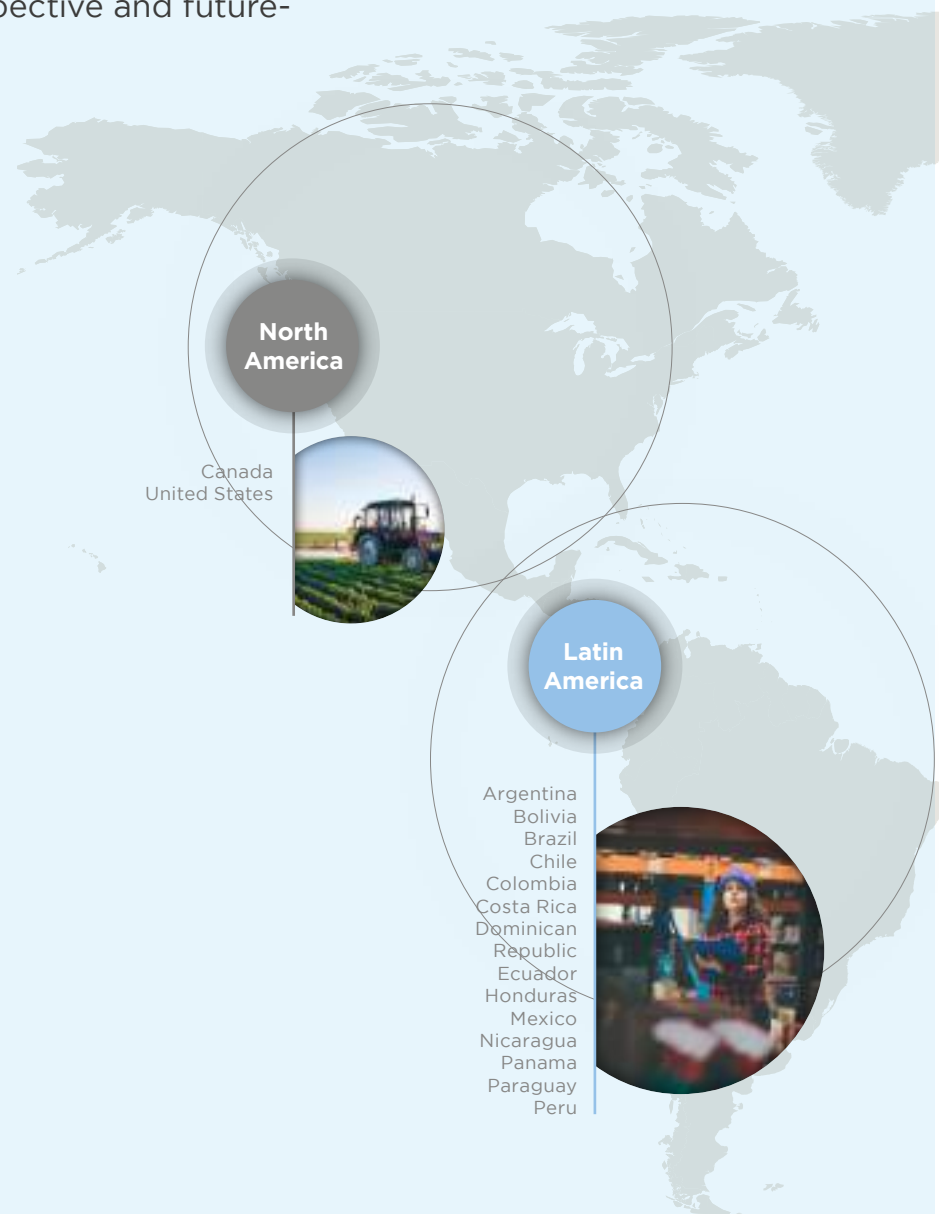 pective and future-
North
America
Canada
United States
Latin
America
Argentina
Bolivia
Brazil
Chile
Colombia
Costa Rica
Dominican
Republic
Ecuador
Honduras
Mexico
Nicaragua
Panama
Paraguay
Peru